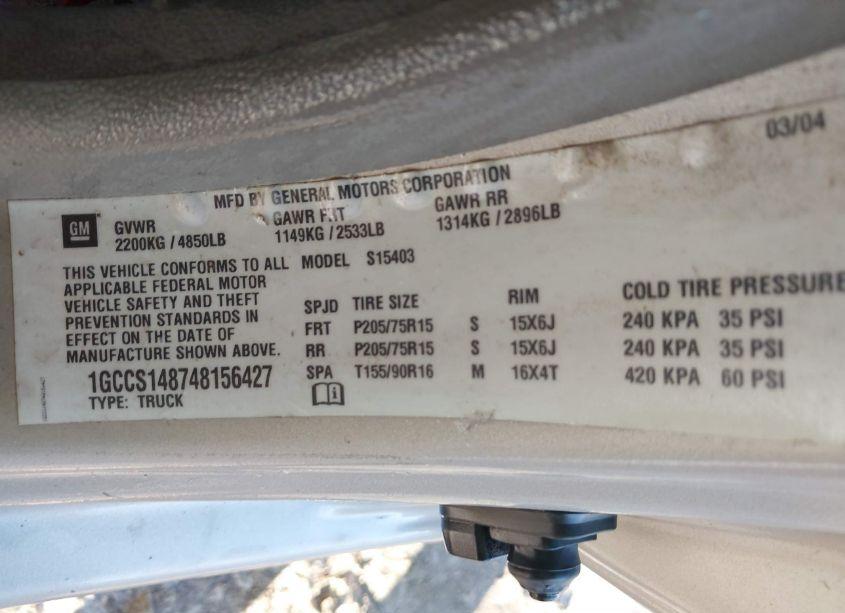 03/04
MFD BY GENERAL MOTORS CORPORATION
GM GVWR GAWR FRT GAWR RR
2200KG / 4850LB 1149KG / 2533LB 1314KG / 2896LB
THIS VEHICLE CONFORMS TO ALL
APPLICABLE FEDERAL MOTOR
VEHICLE SAFETY AND THEFT
PREVENTION STANDARDS IN
EFFECT ON THE DATE OF
MANUFACTURE SHOWN ABOVE.
1GCCS148748156427
TYPE: TRUCK
MODEL S15403
SPJD TIRE SIZE RIM COLD TIRE PRESSURE
FRT P205/75R15 S 15X6J 240 KPA 35 PSI
RR P205/75R15 S 15X6J 240 KPA 35 PSI
SPA T155/90R16 M 16X4T 420 KPA 60 PSI